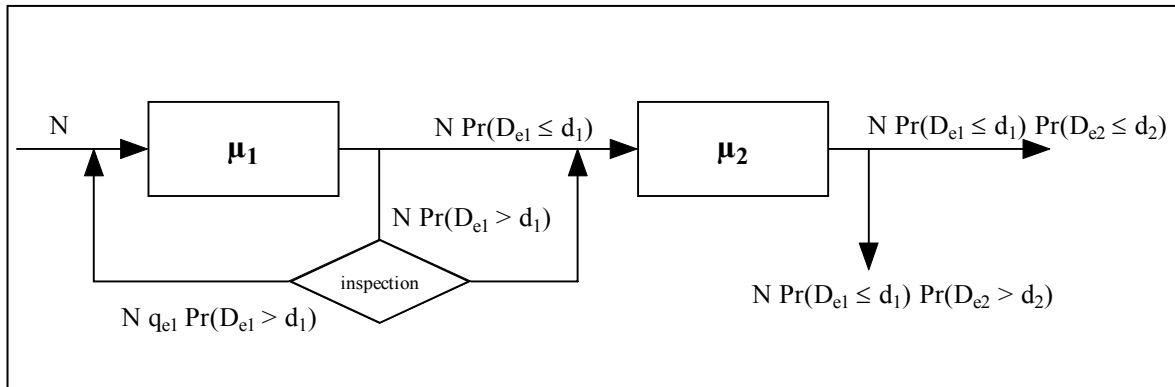 N
μ₁
N Pr(Dₑ₁ ≤ d₁)
μ₂
N Pr(Dₑ₁ ≤ d₁) Pr(Dₑ₂ ≤ d₂)
N Pr(Dₑ₁ > d₁)
inspection
N qₑ₁ Pr(Dₑ₁ > d₁)
N Pr(Dₑ₁ ≤ d₁) Pr(Dₑ₂ > d₂)